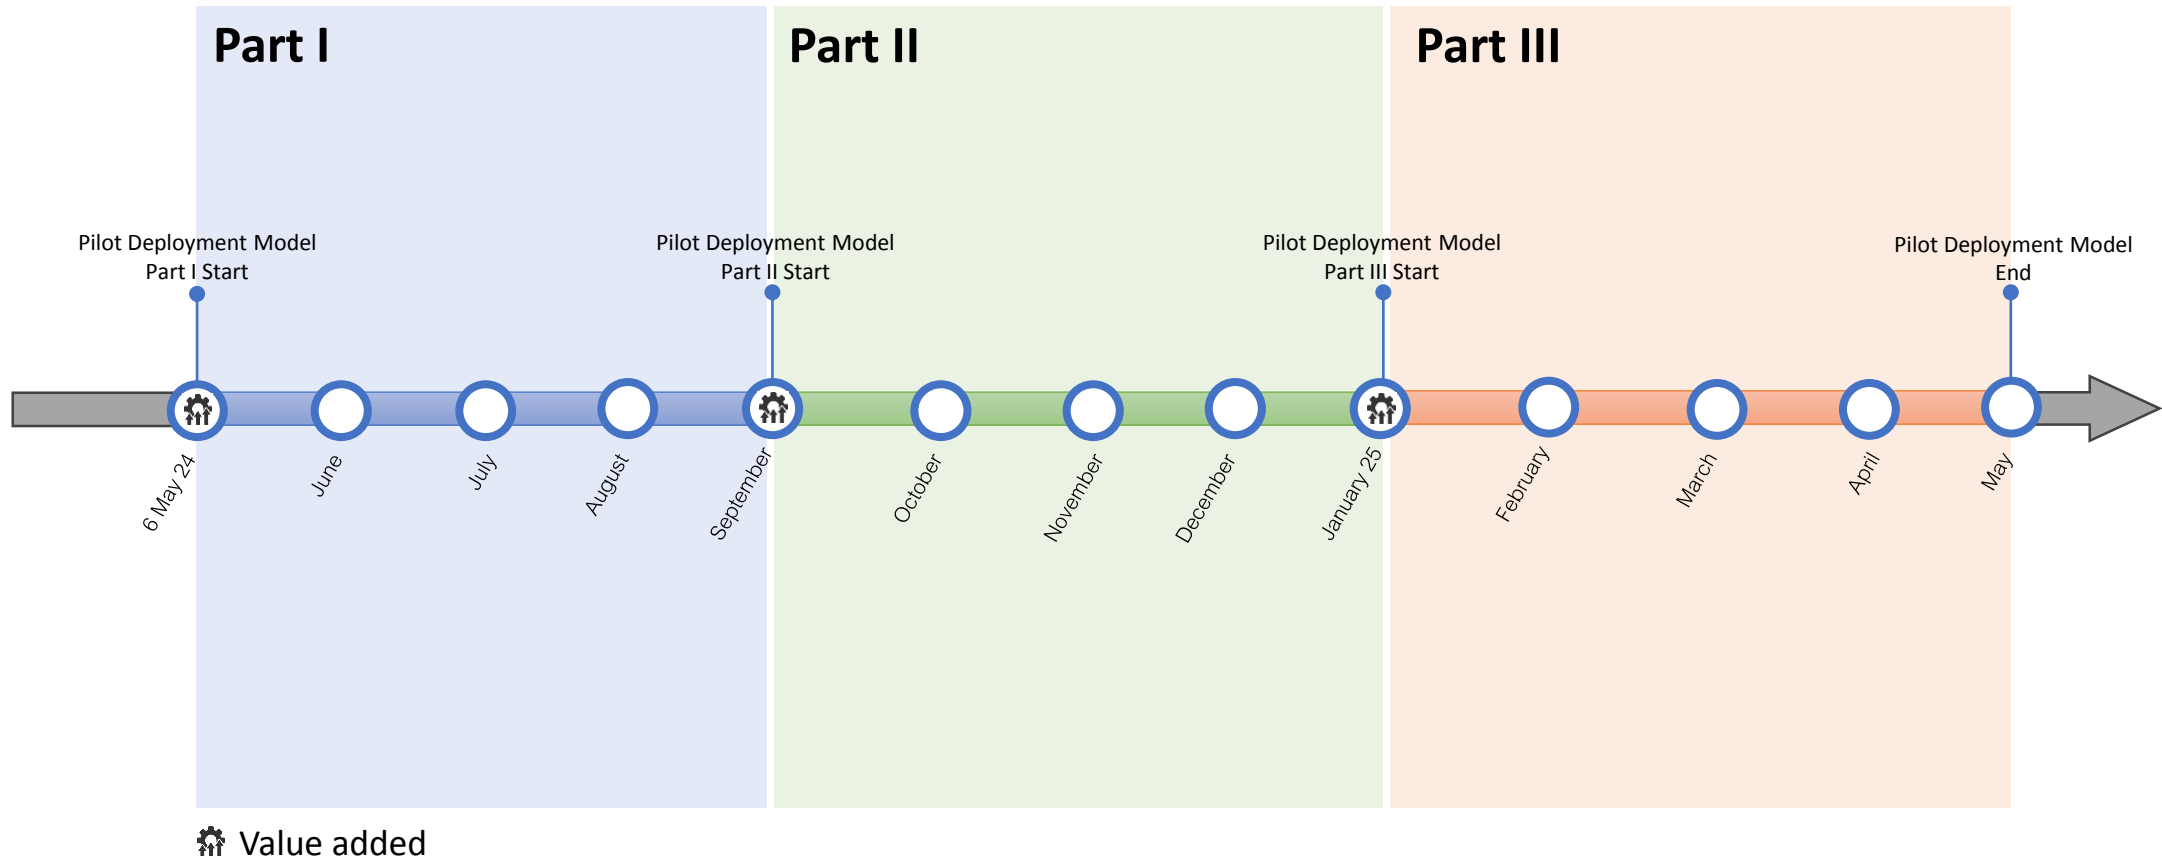 Part I
Part II
Part III
Pilot Deployment Model
Part I Start
Pilot Deployment Model
Part II Start
Pilot Deployment Model
Part III Start
Pilot Deployment Model
End
6 May 24
June
July
August
September
October
November
December
January 25
February
March
April
May
Value added